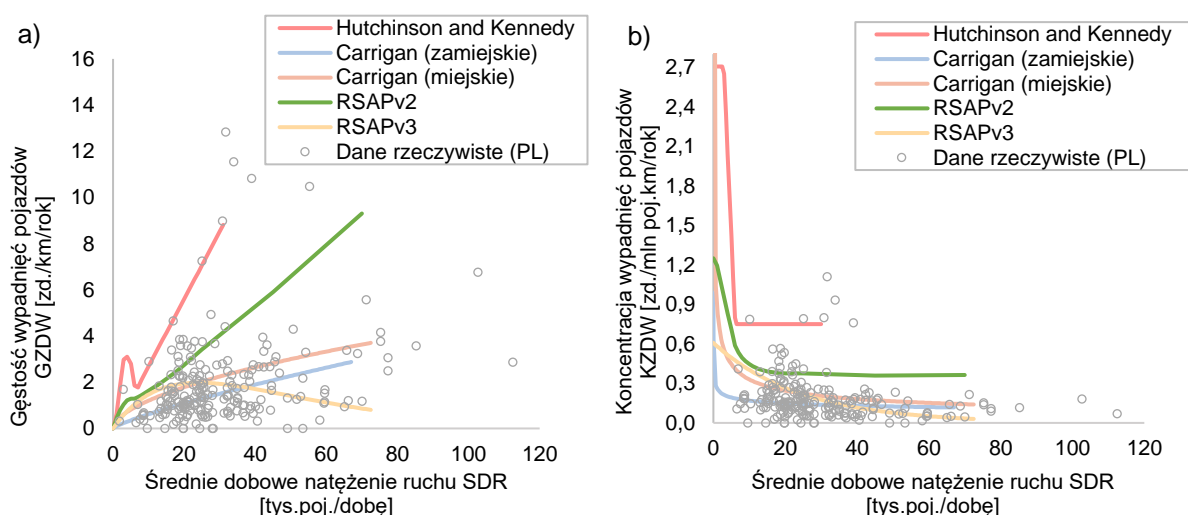 a)
Hutchinson and Kennedy
Carrigan (zamiejskie)
Carrigan (miejskie)
RSAPv2
RSAPv3
Dane rzeczywiste (PL)
Gęstość wypadnięć pojazdów
GZDW [zd./km/rok]
16
14
12
10
8
6
4
2
0
0 20 40 60 80 100 120
Średnie dobowe natężenie ruchu SDR
[tys.poj./dobę)
b)
Hutchinson and Kennedy
Carrigan (zamiejskie)
Carrigan (miejskie)
RSAPv2
RSAPv3
Dane rzeczywiste (PL)
Koncentracja wypadnięć pojazdów
KZDW [zd./mln poj.km/rok)
2,7
2,4
2,1
1,8
1,5
1,2
0,9
0,6
0,3
0,0
0 20 40 60 80 100 120
Średnie dobowe natężenie ruchu SDR
[tys.poj./dobę)